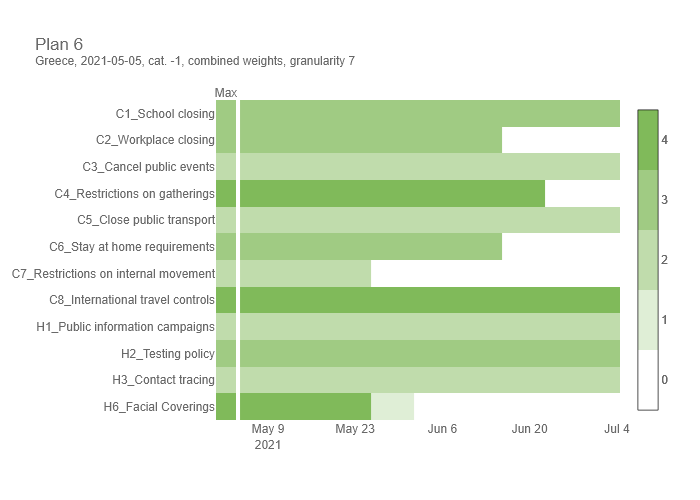 Plan 6
Greece, 2021-05-05, cat. -1, combined weights, granularity 7
Max
C1_School closing
C2_Workplace closing
C3_Cancel public events
C4_Restrictions on gatherings
C5_Close public transport
C6_Stay at home requirements
C7_Restrictions on internal movement
C8_International travel controls
H1_Public information campaigns
H2_Testing policy
H3_Contact tracing
H6_Facial Coverings
May 9
2021
May 23
Jun 6
Jun 20
Jul 4
4
3
2
1
0